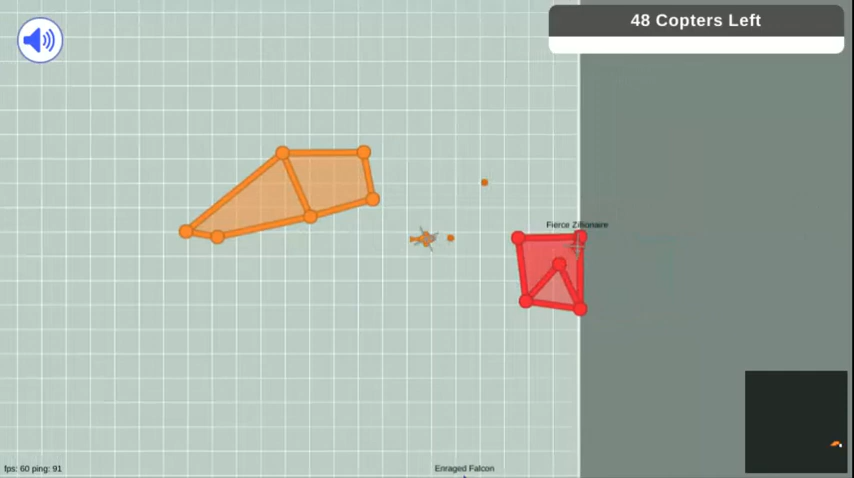 48 Copters Left
Fierce Zillionaire
Enraged Falcon
fps: 60 ping: 91